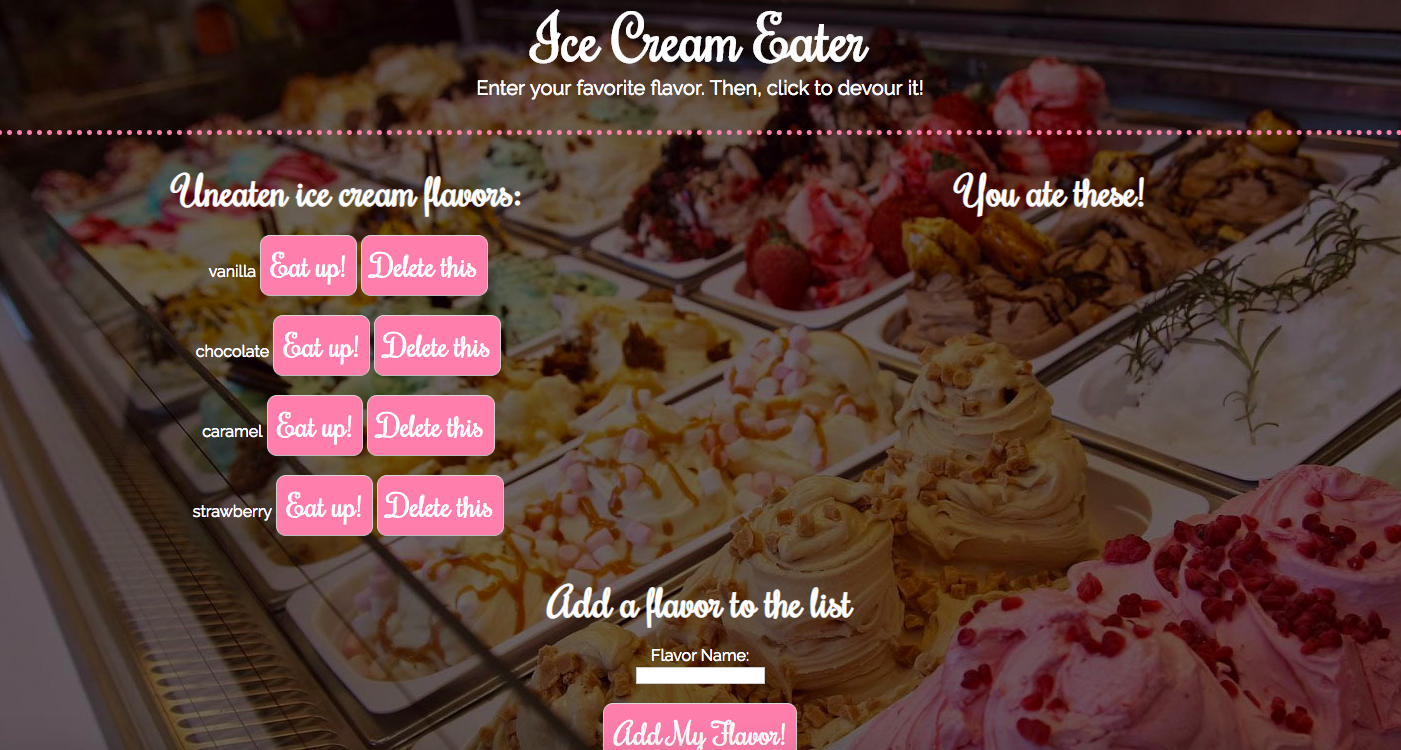 Ice Cream Eater
Enter your favorite flavor. Then, click to devour it!
Uneaten ice cream flavors:
vanilla Eat up! Delete this
chocolate Eat up! Delete this
caramel Eat up! Delete this
strawberry Eat up! Delete this
You ate these!
Add a flavor to the list
Flavor Name:
Add My Flavor!